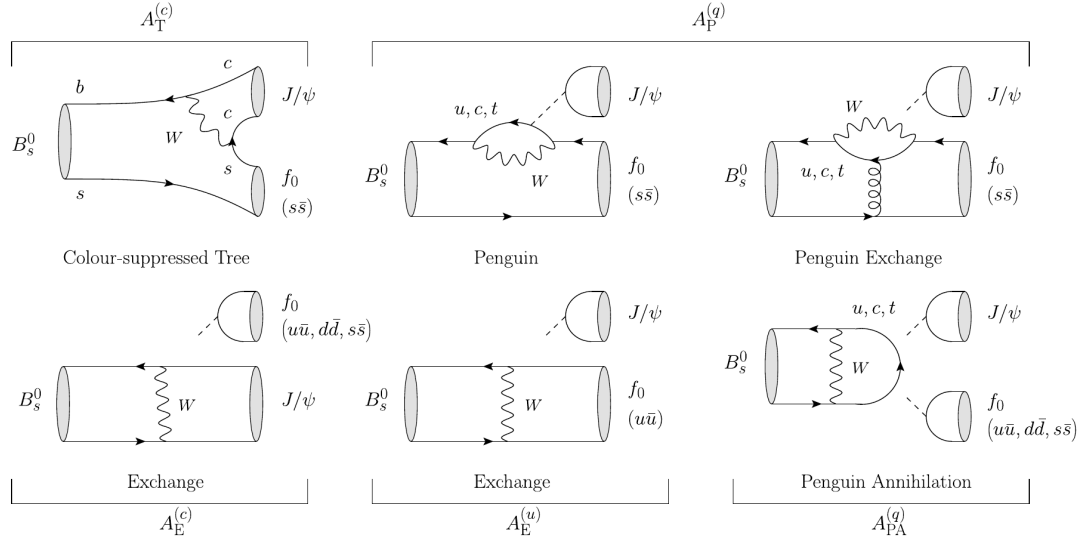 A_T^(c)
A_P^(q)
b
c
c
s
s
W
B_s^0
J/ψ
f_0
(ss̄)
Colour-suppressed Tree
u, c, t
W
B_s^0
J/ψ
f_0
(ss̄)
Penguin
W
u, c, t
B_s^0
J/ψ
f_0
(ss̄)
Penguin Exchange
f_0
(uū, dd̄, ss̄)
B_s^0
W
J/ψ
Exchange
A_E^(c)
J/ψ
B_s^0
W
f_0
(uū)
Exchange
A_E^(u)
u, c, t
J/ψ
B_s^0
W
f_0
(uū, dd̄, ss̄)
Penguin Annihilation
A_PA^(q)